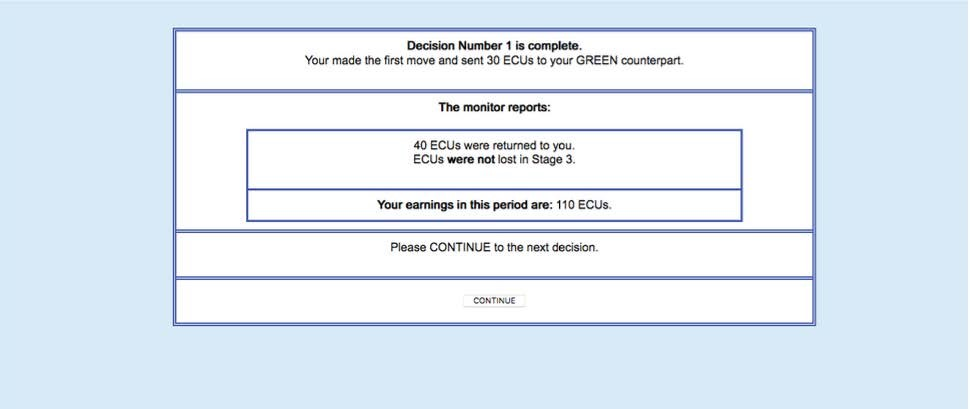 Decision Number 1 is complete.
Your made the first move and sent 30 ECUs to your GREEN counterpart.
The monitor reports:
40 ECUs were returned to you.
ECUs were not lost in Stage 3.
Your earnings in this period are: 110 ECUs.
Please CONTINUE to the next decision.
CONTINUE